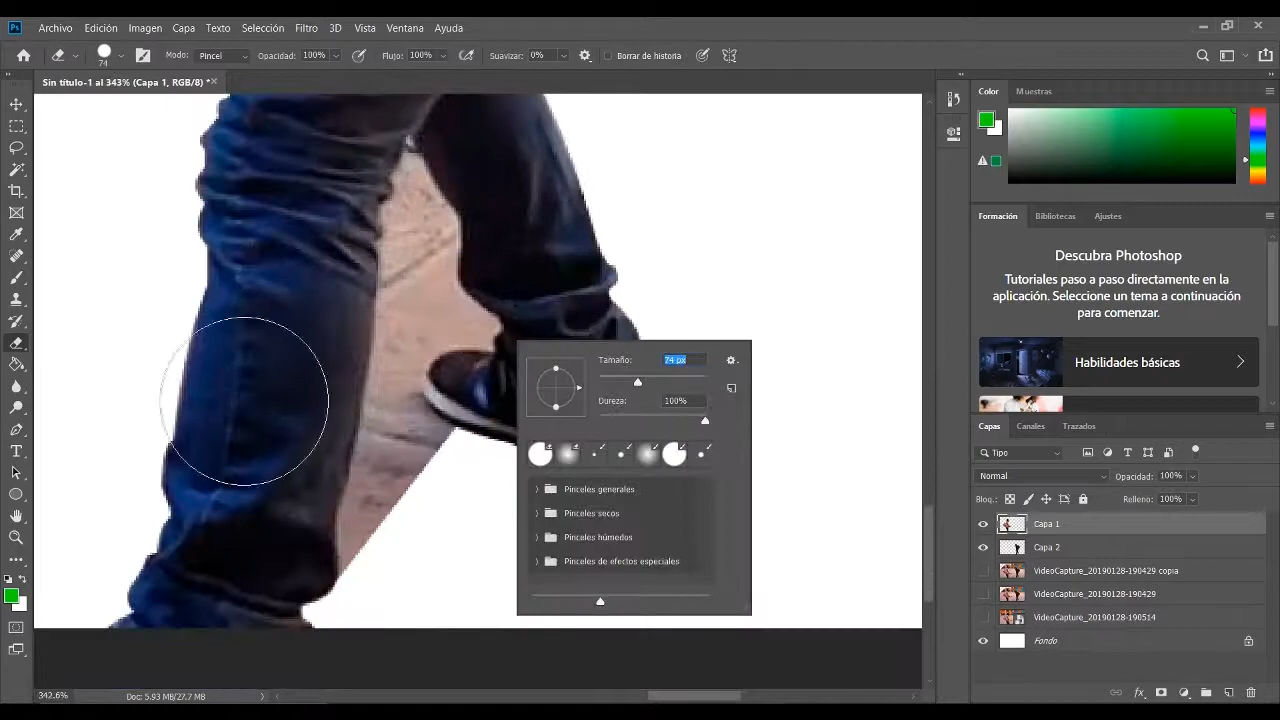 Ps
Archivo Edición Imagen Capa Texto Selección Filtro 3D Vista Ventana Ayuda
74
Modo: Pincel Opacidad: 100% Flujo: 100% Suavizar: 0% Borrar de historia
Sin título-1 al 343% (Capa 1, RGB/8) *
Color Muestras
Formación Bibliotecas Ajustes
Descubra Photoshop
Tutoriales paso a paso directamente en la
aplicación. Seleccione un tema a continuación
para comenzar.
Habilidades básicas
Tamaño: 74 px
Dureza: 100%
Pinceles generales
Pinceles secos
Pinceles húmedos
Pinceles de efectos especiales
Capas Canales Trazados
Tipo
Normal Opacidad: 100%
Bloq.: Relleno: 100%
Capa 1
Capa 2
VideoCapture_20190128-190429 copia
VideoCapture_20190128-190429
VideoCapture_20190128-190514
Fondo
fx
342.6% Doc: 5.93 MB/27.7 MB